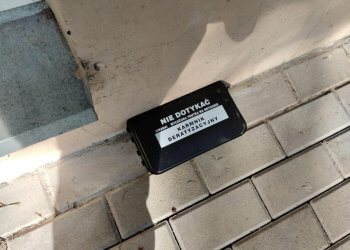 NIE DOTYKAĆ
KARMNIK
DERATYZACYJNY